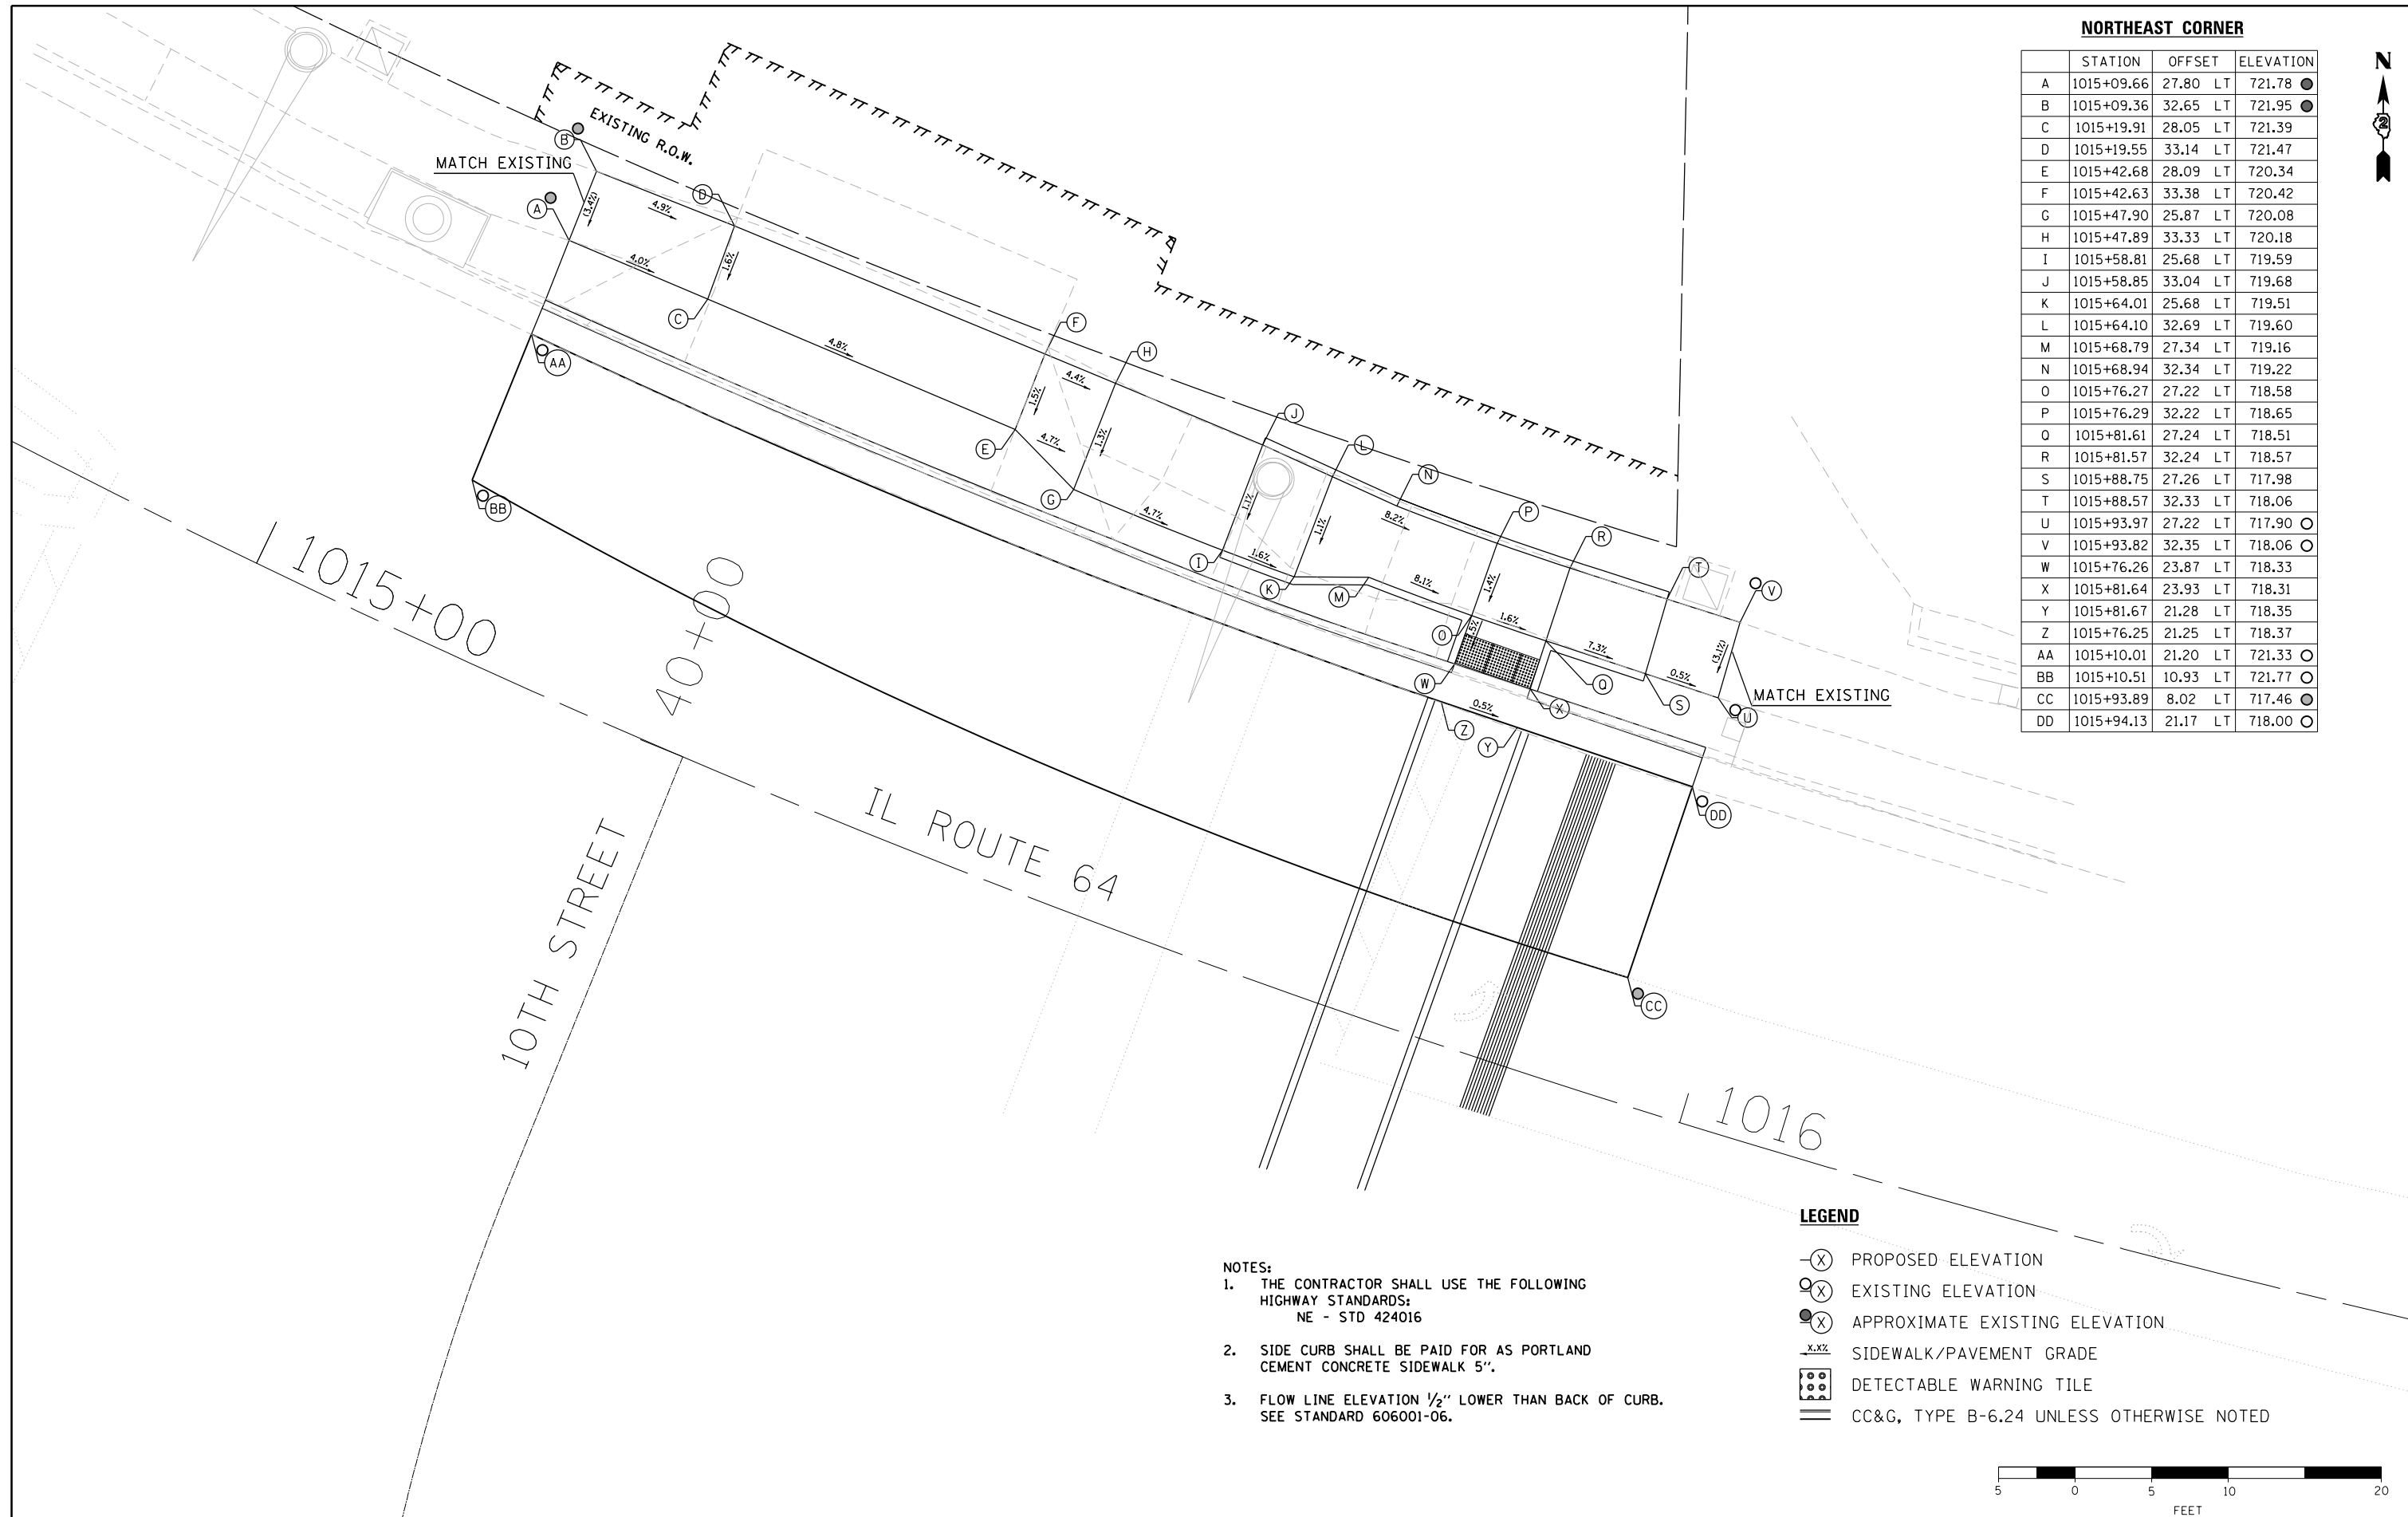 NORTHEAST CORNER
STATION OFFSET ELEVATION
A 1015+09.66 27.80 LT 721.78
B 1015+09.36 32.65 LT 721.95
C 1015+19.91 28.05 LT 721.39
D 1015+19.55 33.14 LT 721.47
E 1015+42.68 28.09 LT 720.34
F 1015+42.63 33.38 LT 720.42
G 1015+47.90 25.87 LT 720.08
H 1015+47.89 33.33 LT 720.18
I 1015+58.81 25.68 LT 719.59
J 1015+58.85 33.04 LT 719.68
K 1015+64.01 25.68 LT 719.51
L 1015+64.10 32.69 LT 719.60
M 1015+68.79 27.34 LT 719.16
N 1015+68.94 32.34 LT 719.22
O 1015+76.27 27.22 LT 718.58
P 1015+76.29 32.22 LT 718.65
Q 1015+81.61 27.24 LT 718.51
R 1015+81.57 32.24 LT 718.57
S 1015+88.75 27.26 LT 717.98
T 1015+88.57 32.33 LT 718.06
U 1015+93.97 27.22 LT 717.90
V 1015+93.82 32.35 LT 718.06
W 1015+76.26 23.87 LT 718.33
X 1015+81.64 23.93 LT 718.31
Y 1015+81.67 21.28 LT 718.35
Z 1015+76.25 21.25 LT 718.37
AA 1015+10.01 21.20 LT 721.33
BB 1015+10.51 10.93 LT 721.77
CC 1015+93.89 8.02 LT 717.46
DD 1015+94.13 21.17 LT 718.00
N
2
EXISTING R.O.W.
B
MATCH EXISTING
A
(3.4%)
4.9%
D
4.0%
1.6%
C
4.8%
F
H
AA
1.5%
4.4%
E
4.7%
1.3%
G
J
L
N
BB
4.7%
1.1%
1.1%
8.2%
P
R
I
1.6%
K
M
8.1%
1.4%
T
V
O
1.6%
7.3%
(3.1%)
W
Q
0.5%
MATCH EXISTING
0.5%
X
S
U
Z
Y
DD
CC
1015+00
40+00
IL ROUTE 64
10TH STREET
1016
NOTES:
1. THE CONTRACTOR SHALL USE THE FOLLOWING
HIGHWAY STANDARDS:
NE - STD 424016
2. SIDE CURB SHALL BE PAID FOR AS PORTLAND
CEMENT CONCRETE SIDEWALK 5''.
3. FLOW LINE ELEVATION 1/2'' LOWER THAN BACK OF CURB.
SEE STANDARD 606001-06.
LEGEND
X PROPOSED ELEVATION
X EXISTING ELEVATION
X APPROXIMATE EXISTING ELEVATION
X.X% SIDEWALK/PAVEMENT GRADE
DETECTABLE WARNING TILE
CC&G, TYPE B-6.24 UNLESS OTHERWISE NOTED
5 0 5 10 20
FEET